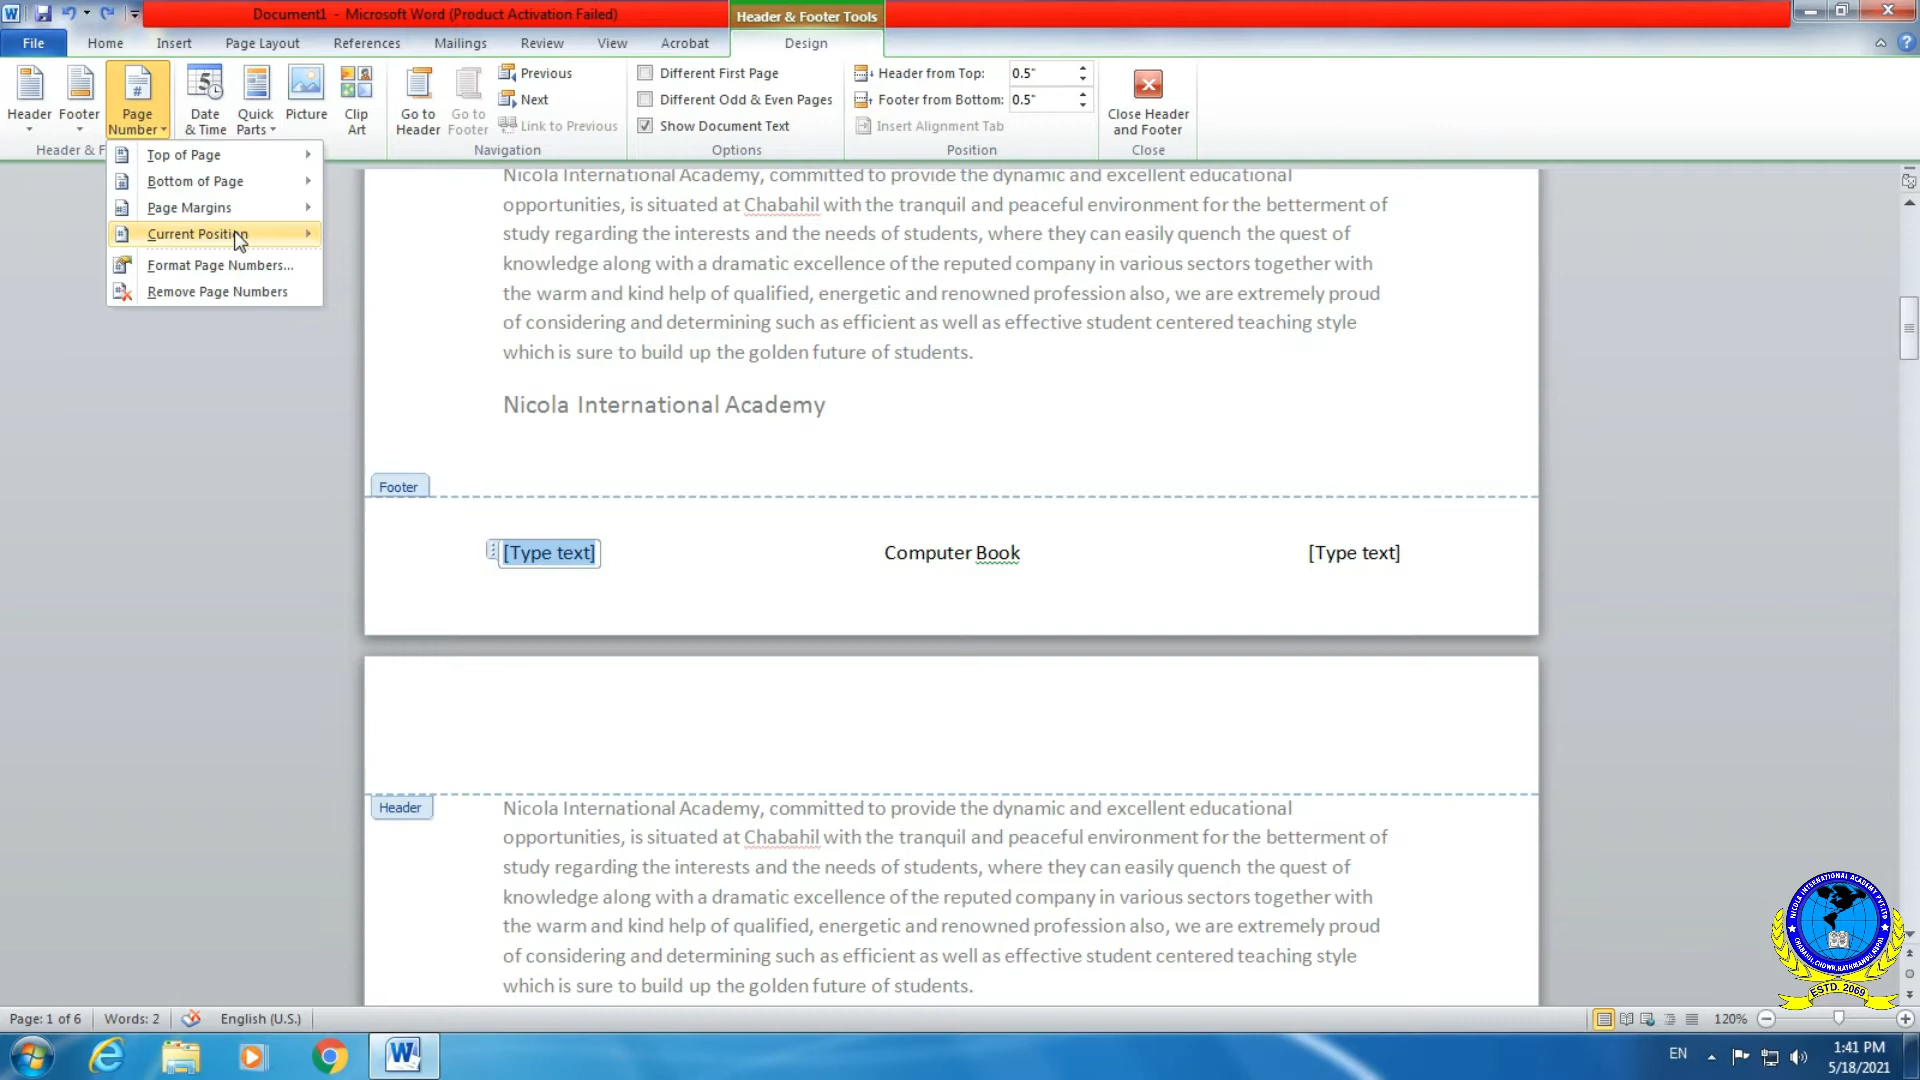 Document1 - Microsoft Word (Product Activation Failed)
Header & Footer Tools
File
Home
Insert
Page Layout
References
Mailings
Review
View
Acrobat
Design
Header
Footer
Page Number
Date & Time
Quick Parts
Picture
Clip Art
Go to Header
Go to Footer
Previous
Next
Link to Previous
Different First Page
Different Odd & Even Pages
Show Document Text
Header from Top: 0.5"
Footer from Bottom: 0.5"
Insert Alignment Tab
Close Header and Footer
Header & F
Navigation
Options
Position
Close
Top of Page
Bottom of Page
Page Margins
Current Position
Format Page Numbers...
Remove Page Numbers
Nicola International Academy, committed to provide the dynamic and excellent educational
opportunities, is situated at Chabahil with the tranquil and peaceful environment for the betterment of
study regarding the interests and the needs of students, where they can easily quench the quest of
knowledge along with a dramatic excellence of the reputed company in various sectors together with
the warm and kind help of qualified, energetic and renowned profession also, we are extremely proud
of considering and determining such as efficient as well as effective student centered teaching style
which is sure to build up the golden future of students.
Nicola International Academy
Footer
[Type text]
Computer Book
[Type text]
Header
Nicola International Academy, committed to provide the dynamic and excellent educational
opportunities, is situated at Chabahil with the tranquil and peaceful environment for the betterment of
study regarding the interests and the needs of students, where they can easily quench the quest of
knowledge along with a dramatic excellence of the reputed company in various sectors together with
the warm and kind help of qualified, energetic and renowned profession also, we are extremely proud
of considering and determining such as efficient as well as effective student centered teaching style
which is sure to build up the golden future of students.
NICOLA INTERNATIONAL ACADEMY PVT.LTD
CHABAHIL CHOWK, KATHMANDU, NEPAL
ESTD. 2069
Page: 1 of 6
Words: 2
English (U.S.)
120%
EN
1:41 PM
5/18/2021